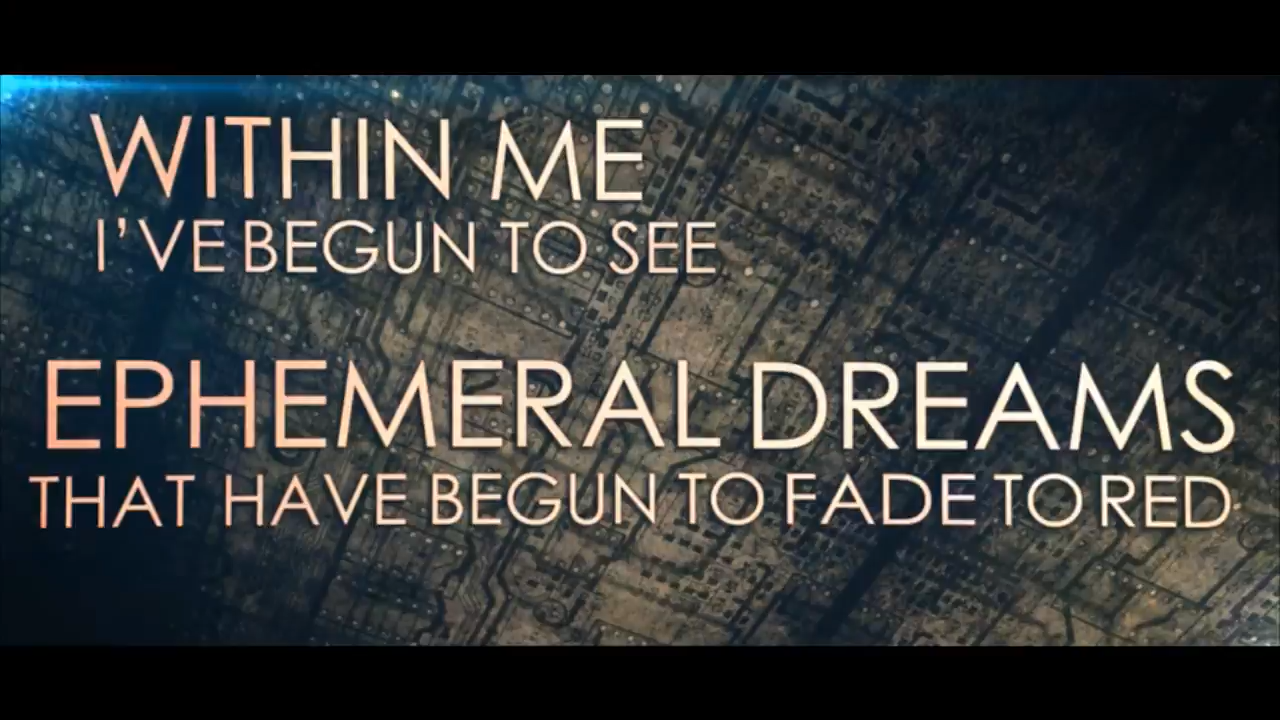 WITHIN ME
I'VE BEGUN TO SEE
EPHEMERAL DREAMS
THAT HAVE BEGUN TO FADE TO RED